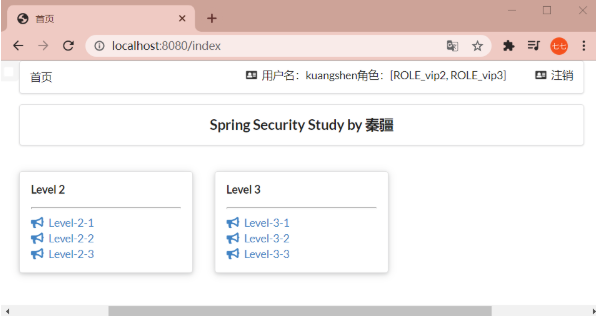 首页
localhost:8080/index
七七
首页 用户名：kuangshen角色：[ROLE_vip2, ROLE_vip3] 注销
Spring Security Study by 秦疆
Level 2
Level-2-1
Level-2-2
Level-2-3
Level 3
Level-3-1
Level-3-2
Level-3-3